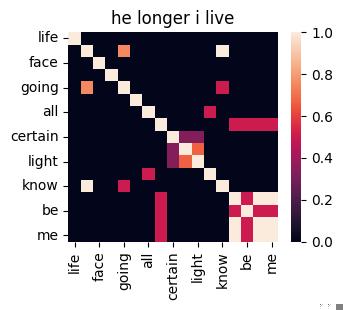 he longer i live
life
face
going
all
certain
light
know
be
me
1.0
0.8
0.6
0.4
0.2
0.0
life
face
going
all
certain
light
know
be
me